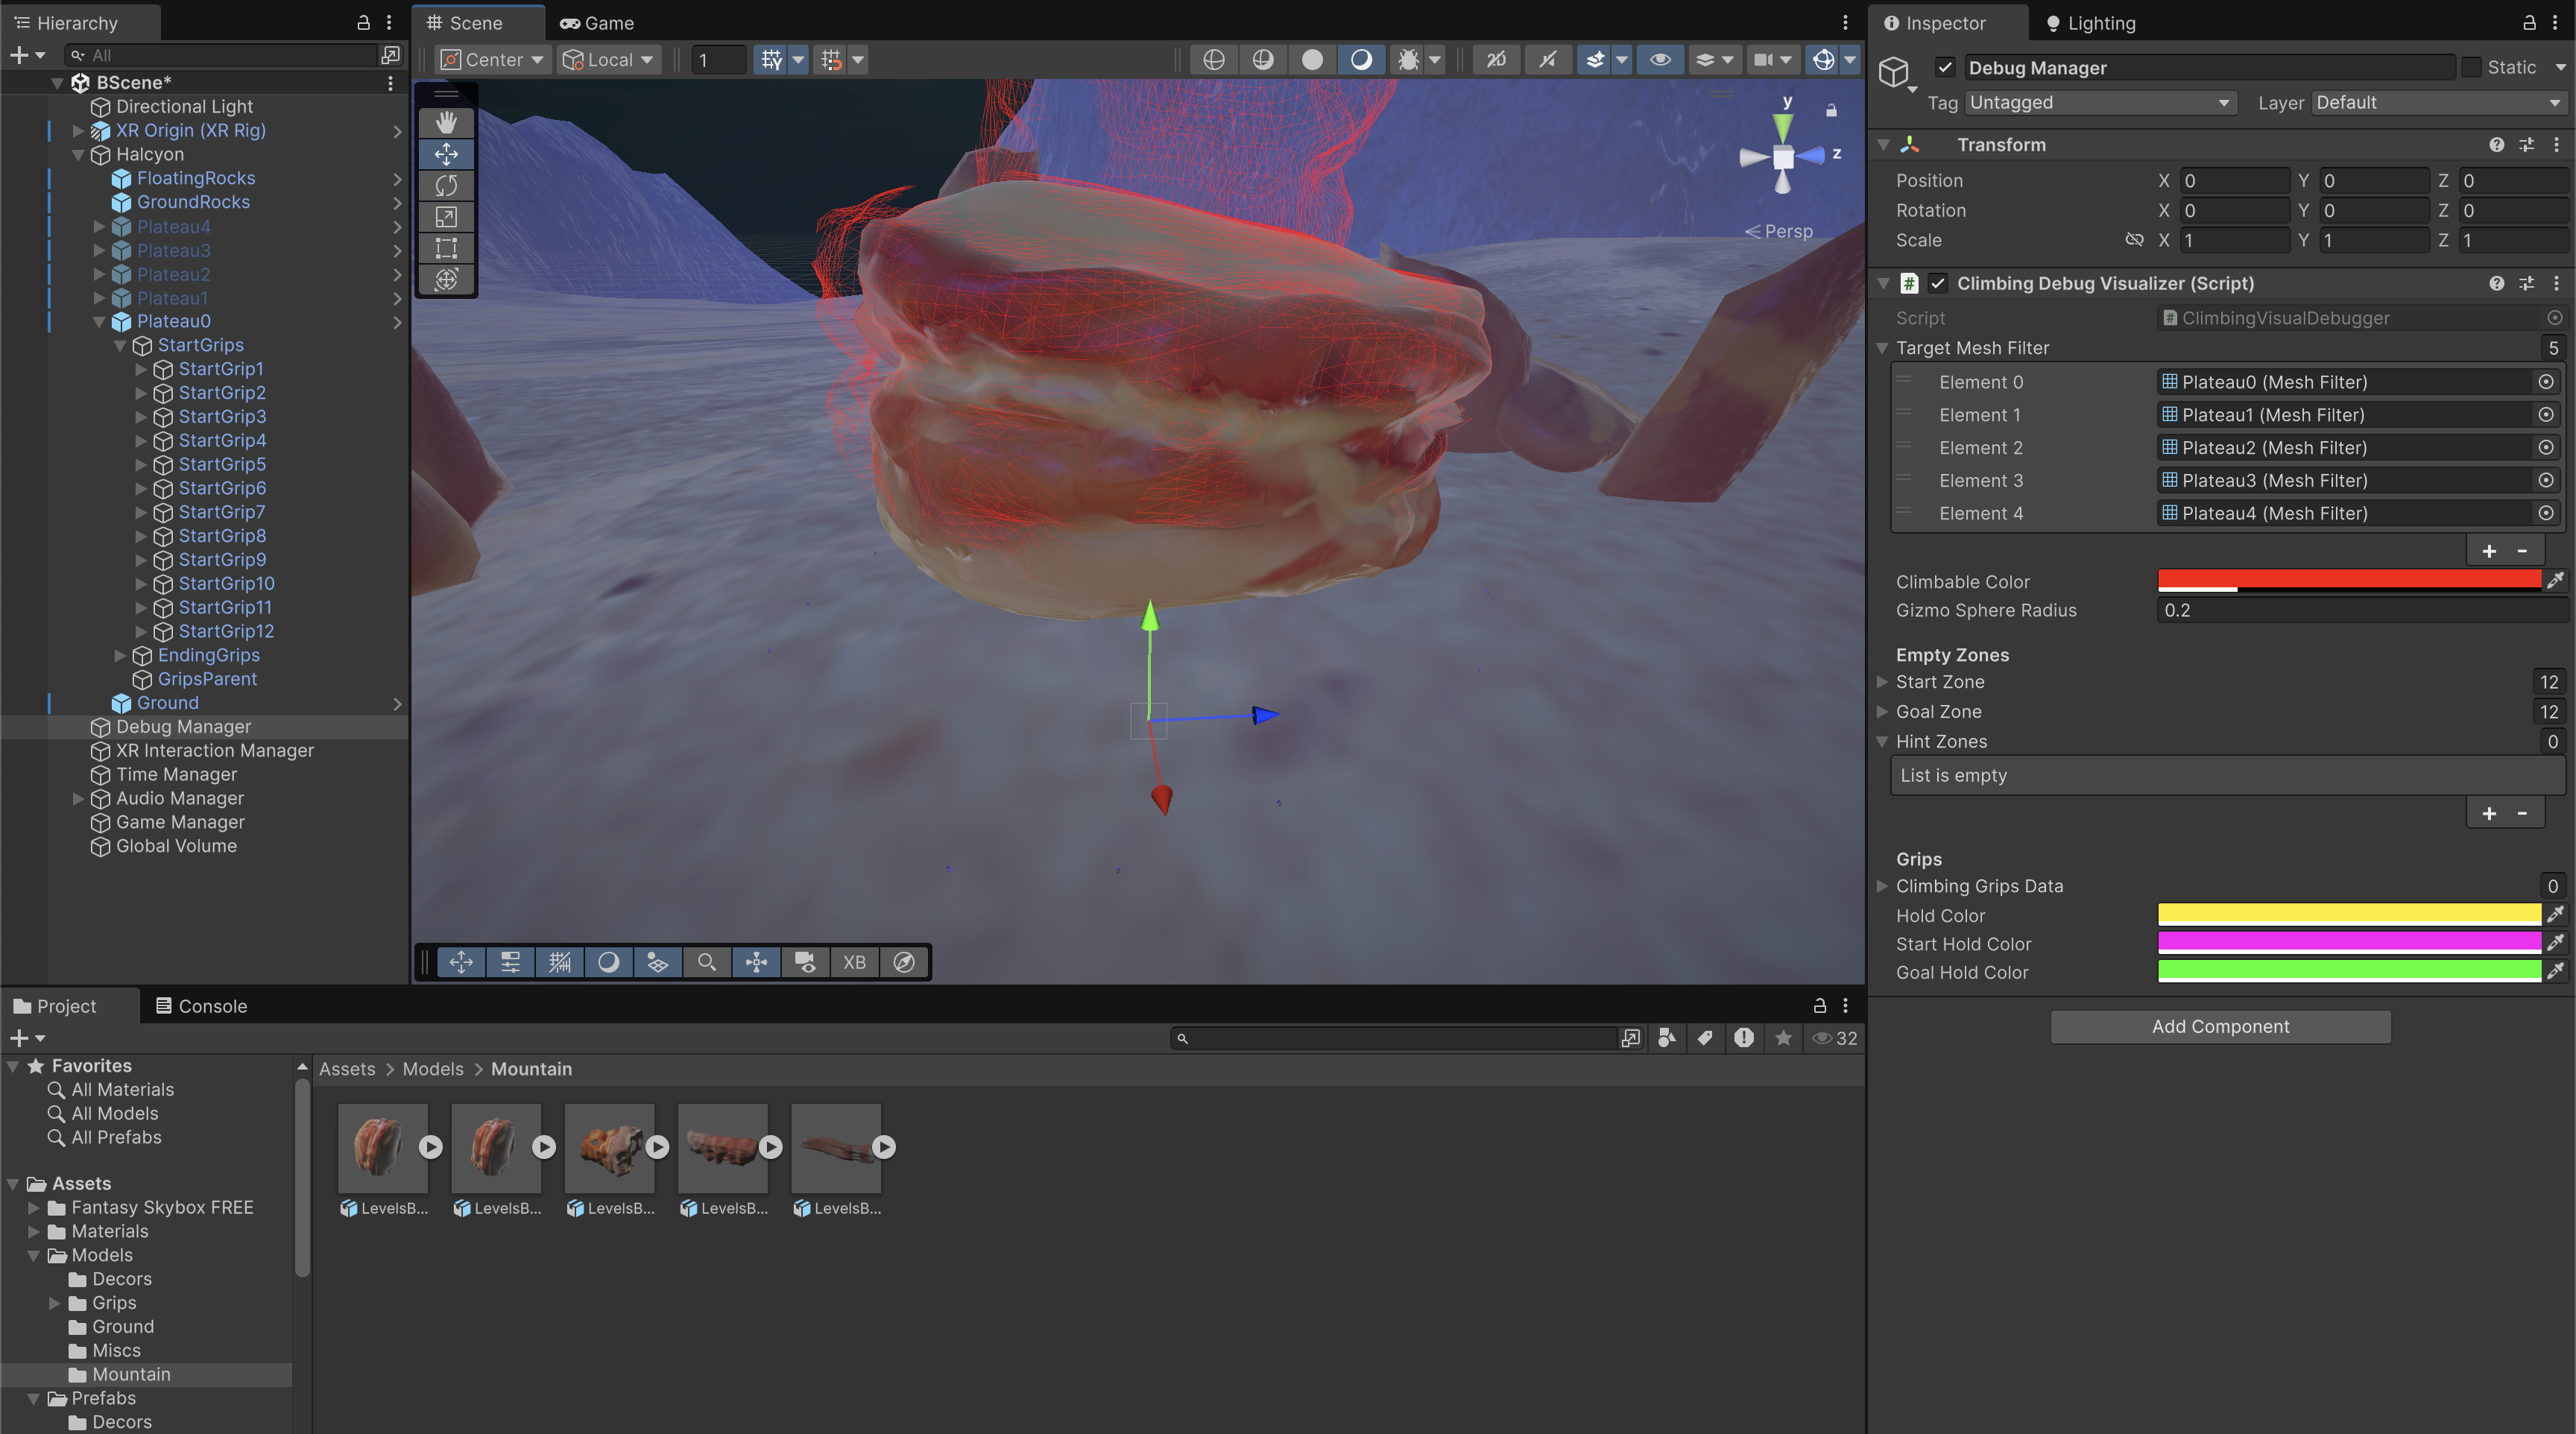 Hierarchy
All
BScene*
Directional Light
XR Origin (XR Rig)
Halcyon
FloatingRocks
GroundRocks
Plateau4
Plateau3
Plateau2
Plateau1
Plateau0
StartGrips
StartGrip1
StartGrip2
StartGrip3
StartGrip4
StartGrip5
StartGrip6
StartGrip7
StartGrip8
StartGrip9
StartGrip10
StartGrip11
StartGrip12
EndingGrips
GripsParent
Ground
Debug Manager
XR Interaction Manager
Time Manager
Audio Manager
Game Manager
Global Volume
Scene Game
Center Local 1 2D
y
z
Persp
XB
Inspector Lighting
Debug Manager Static
Tag Untagged Layer Default
Transform
Position X 0 Y 0 Z 0
Rotation X 0 Y 0 Z 0
Scale X 1 Y 1 Z 1
# Climbing Debug Visualizer (Script)
Script # ClimbingVisualDebugger
Target Mesh Filter 5
Element 0 Plateau0 (Mesh Filter)
Element 1 Plateau1 (Mesh Filter)
Element 2 Plateau2 (Mesh Filter)
Element 3 Plateau3 (Mesh Filter)
Element 4 Plateau4 (Mesh Filter)
+ -
Climbable Color
Gizmo Sphere Radius 0.2
Empty Zones
Start Zone 12
Goal Zone 12
Hint Zones 0
List is empty
+ -
Grips
Climbing Grips Data 0
Hold Color
Start Hold Color
Goal Hold Color
Add Component
Project Console
32
Favorites
All Materials
All Models
All Prefabs
Assets
Fantasy Skybox FREE
Materials
Models
Decors
Grips
Ground
Miscs
Mountain
Prefabs
Decors
Assets > Models > Mountain
LevelsB... LevelsB... LevelsB... LevelsB... LevelsB...